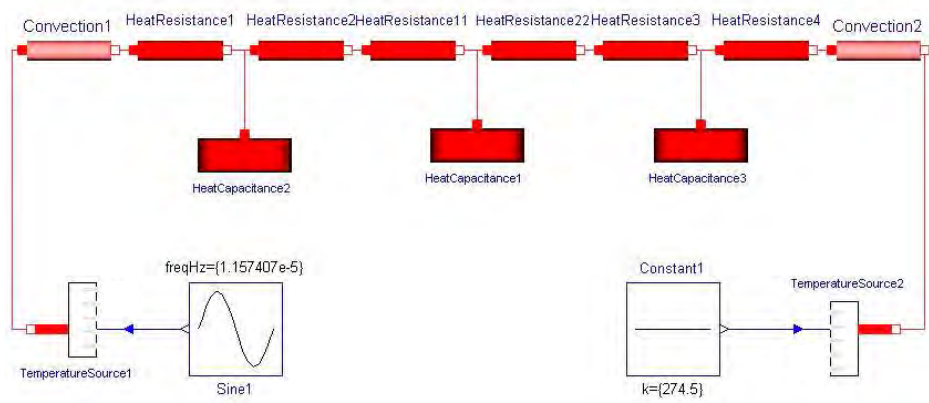 Convection1
HeatResistance1
HeatResistance2
HeatResistance11
HeatResistance22
HeatResistance3
HeatResistance4
Convection2
HeatCapacitance2
HeatCapacitance1
HeatCapacitance3
freqHz={1.157407e-5}
Constant1
TemperatureSource2
TemperatureSource1
Sine1
k={274.5}